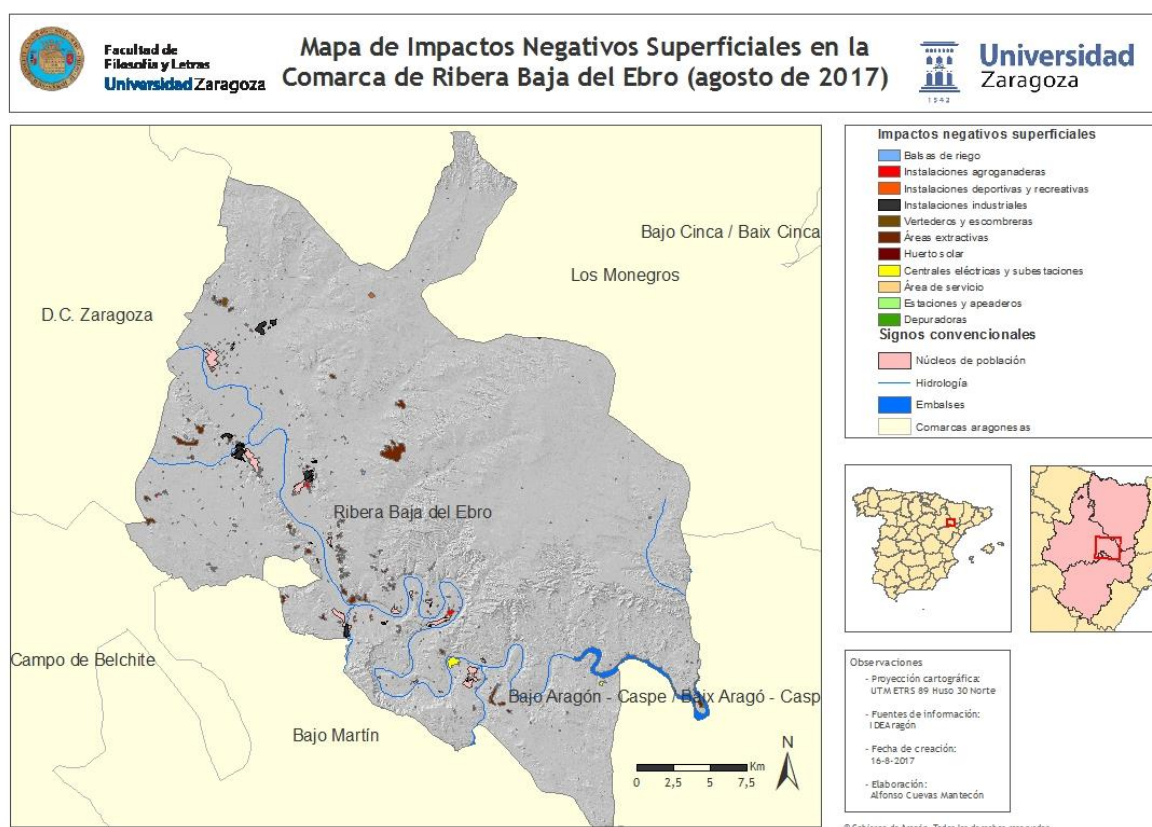 Facultad de
Filosofía y Letras
Universidad Zaragoza
Mapa de Impactos Negativos Superficiales en la
Comarca de Ribera Baja del Ebro (agosto de 2017)
1542
Universidad
Zaragoza
Bajo Cinca / Baix Cinca
Los Monegros
D.C. Zaragoza
Ribera Baja del Ebro
Campo de Belchite
Bajo Aragón - Caspe / Baix Aragó - Casp
Bajo Martín
N
Km
0 2,5 5 7,5
Impactos negativos superficiales
Balsas de riego
Instalaciones agroganaderas
Instalaciones deportivas y recreativas
Instalaciones industriales
Vertederos y escombreras
Áreas extractivas
Huerto solar
Centrales eléctricas y subestaciones
Área de servicio
Estaciones y apeaderos
Depuradoras
Signos convencionales
Núcleos de población
Hidrología
Embalses
Comarcas aragonesas
Observaciones
- Proyección cartográfica:
UTM ETRS 89 Huso 30 Norte
- Fuentes de información:
IDEAragón
- Fecha de creación:
16-8-2017
- Elaboración:
Alfonso Cuevas Mantecón